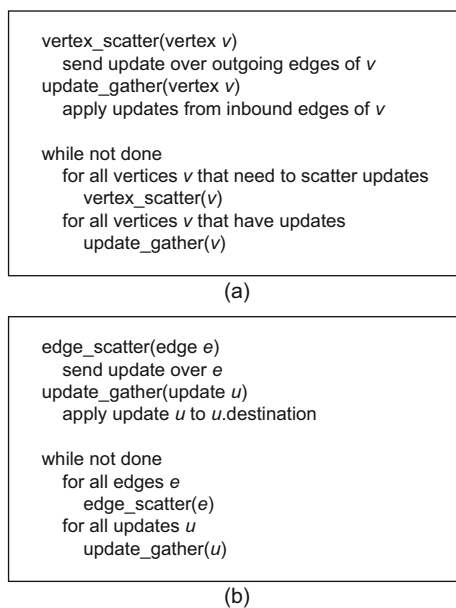 vertex_scatter(vertex v)
send update over outgoing edges of v
update_gather(vertex v)
apply updates from inbound edges of v
while not done
for all vertices v that need to scatter updates
vertex_scatter(v)
for all vertices v that have updates
update_gather(v)
(a)
edge_scatter(edge e)
send update over e
update_gather(update u)
apply update u to u.destination
while not done
for all edges e
edge_scatter(e)
for all updates u
update_gather(u)
(b)